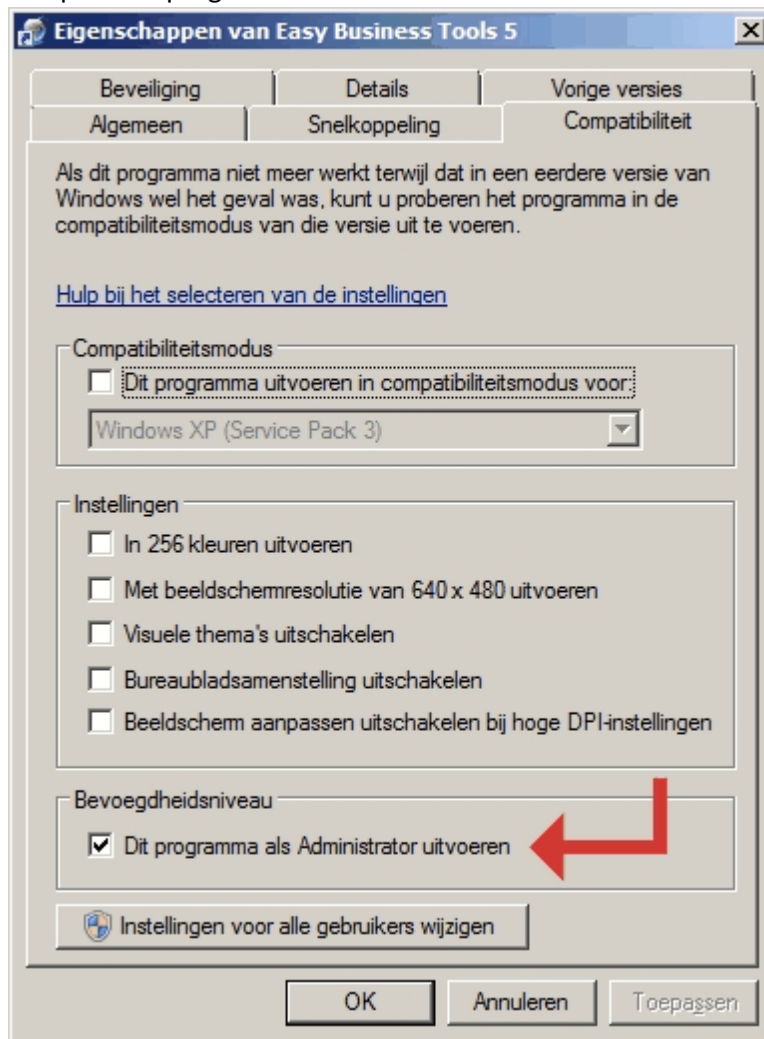 Eigenschappen van Easy Business Tools 5
Beveiliging
Details
Vorige versies
Algemeen
Snelkoppeling
Compatibiliteit
Als dit programma niet meer werkt terwijl dat in een eerdere versie van
Windows wel het geval was, kunt u proberen het programma in de
compatibiliteitsmodus van die versie uit te voeren.
Hulp bij het selecteren van de instellingen
Compatibiliteitsmodus
Dit programma uitvoeren in compatibiliteitsmodus voor:
Windows XP (Service Pack 3)
Instellingen
In 256 kleuren uitvoeren
Met beeldschermresolutie van 640 x 480 uitvoeren
Visuele thema's uitschakelen
Bureaubladsamenstelling uitschakelen
Beeldscherm aanpassen uitschakelen bij hoge DPI-instellingen
Bevoegdheidsniveau
Dit programma als Administrator uitvoeren
Instellingen voor alle gebruikers wijzigen
OK
Annuleren
Toepassen